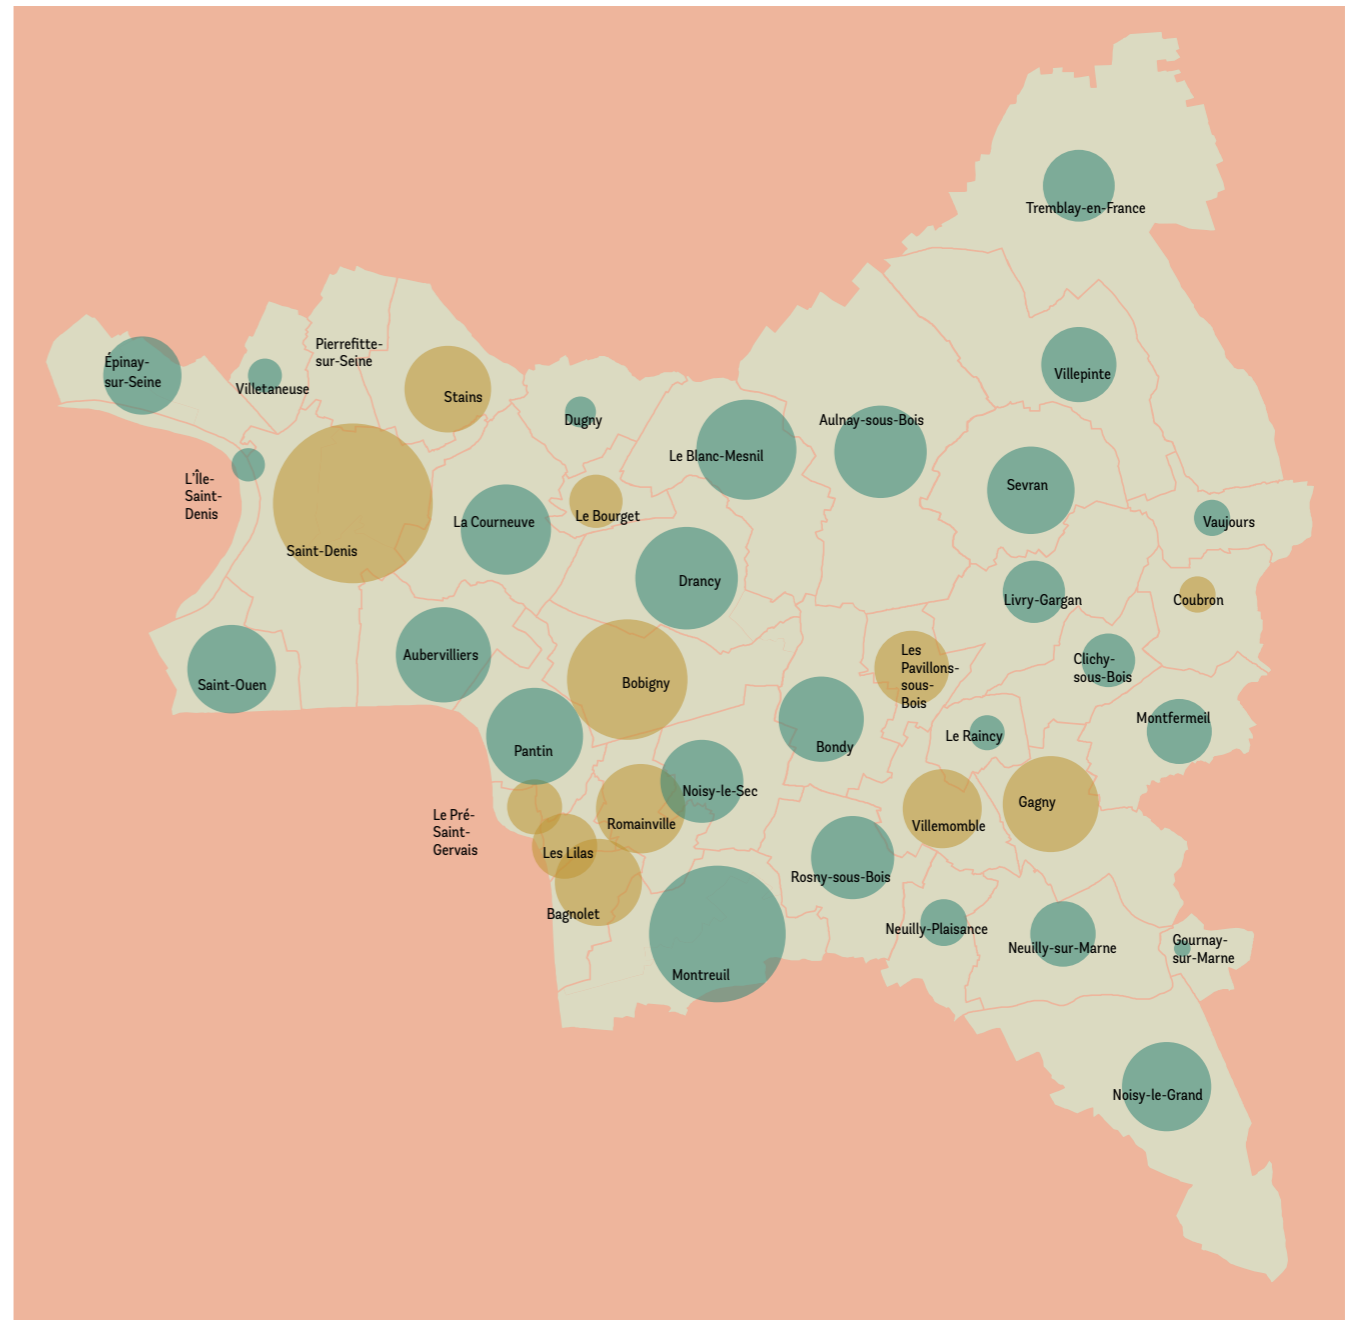 Tremblay-en-France
Pierrefitte-
sur-Seine
Épinay-
sur-Seine
Villetaneuse
Stains
Villepinte
Dugny
Aulnay-sous-Bois
Le Blanc-Mesnil
L'Île-
Saint-
Denis
Sevran
La Courneuve
Le Bourget
Vaujours
Saint-Denis
Drancy
Livry-Gargan
Coubron
Aubervilliers
Les
Pavillons-
sous-
Bois
Clichy-
sous-Bois
Saint-Ouen
Bobigny
Montfermeil
Pantin
Bondy
Le Raincy
Noisy-le-Sec
Gagny
Le Pré-
Saint-
Gervais
Romainville
Villemomble
Les Lilas
Rosny-sous-Bois
Bagnolet
Neuilly-Plaisance
Neuilly-sur-Marne
Gournay-
sur-Marne
Montreuil
Noisy-le-Grand